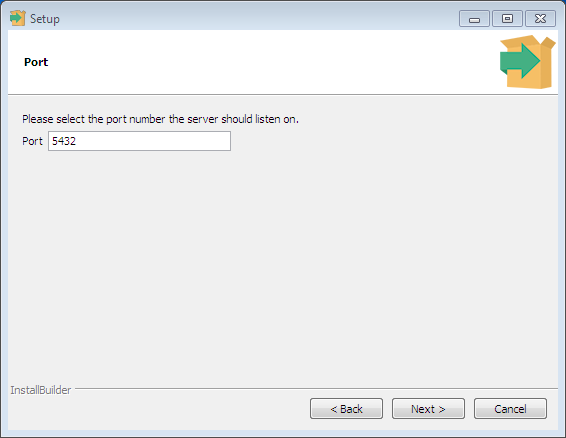 Setup
Port
Please select the port number the server should listen on.
Port 5432
InstallBuilder
< Back Next > Cancel